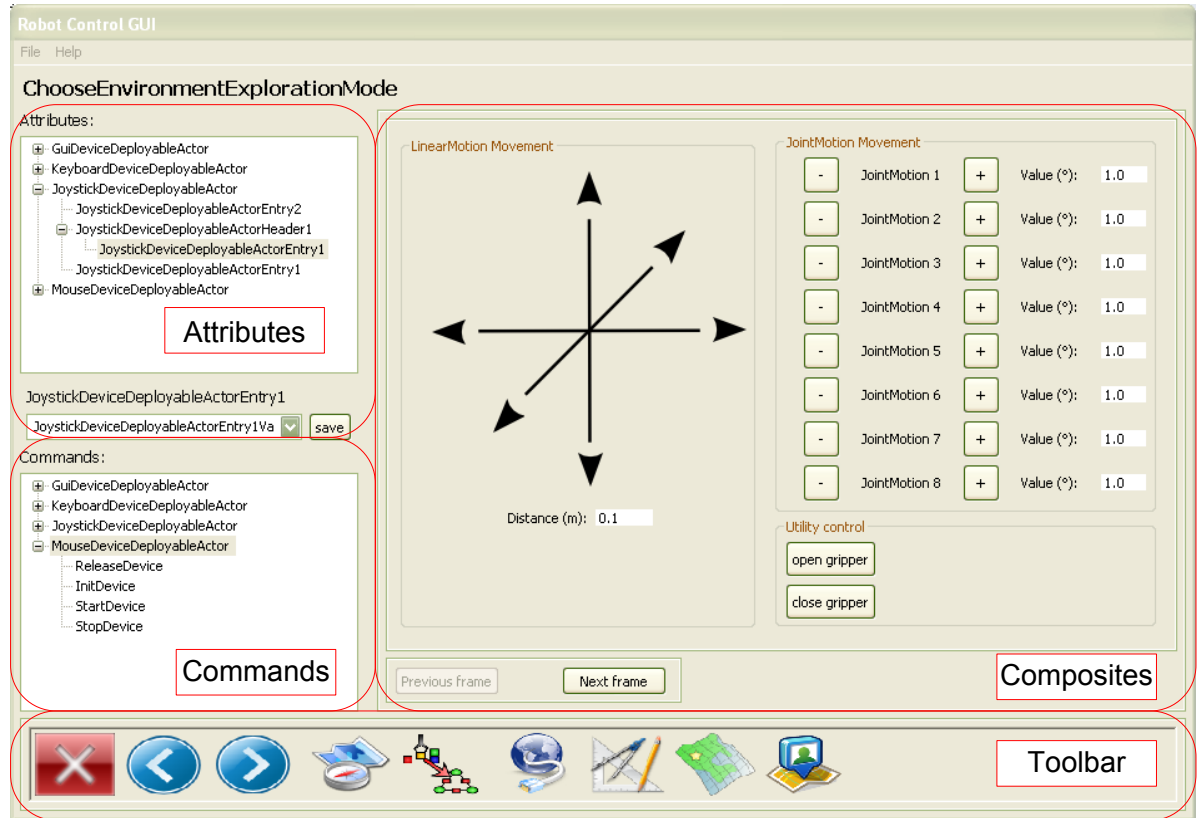 Robot Control GUI
File Help
ChooseEnvironmentExplorationMode
Attributes:
GuiDeviceDeployableActor
KeyboardDeviceDeployableActor
JoystickDeviceDeployableActor
JoystickDeviceDeployableActorEntry2
JoystickDeviceDeployableActorHeader1
JoystickDeviceDeployableActorEntry1
JoystickDeviceDeployableActorEntry1
MouseDeviceDeployableActor
Attributes
JoystickDeviceDeployableActorEntry1
JoystickDeviceDeployableActorEntry1Va save
Commands:
GuiDeviceDeployableActor
KeyboardDeviceDeployableActor
JoystickDeviceDeployableActor
MouseDeviceDeployableActor
ReleaseDevice
InitDevice
StartDevice
StopDevice
Commands
LinearMotion Movement
Distance (m): 0.1
JointMotion Movement
- JointMotion 1 + Value (°): 1.0
- JointMotion 2 + Value (°): 1.0
- JointMotion 3 + Value (°): 1.0
- JointMotion 4 + Value (°): 1.0
- JointMotion 5 + Value (°): 1.0
- JointMotion 6 + Value (°): 1.0
- JointMotion 7 + Value (°): 1.0
- JointMotion 8 + Value (°): 1.0
Utility control
open gripper
close gripper
Previous frame Next frame
Composites
Toolbar